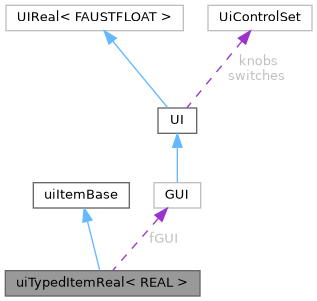 UIReal< FAUSTFLOAT >
UiControlSet
knobs
switches
UI
uiItemBase
GUI
fGUI
uiTypedItemReal< REAL >